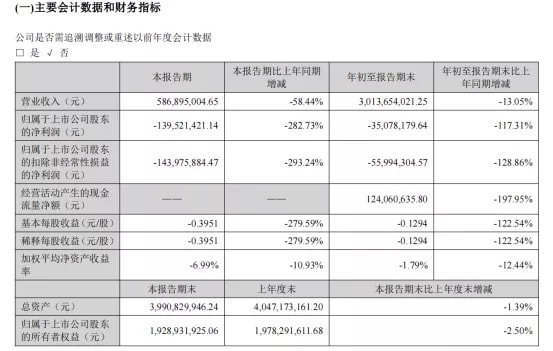 (一)主要会计数据和财务指标
公司是否需追溯调整或重述以前年度会计数据
□ 是 √ 否
本报告期 本报告期比上年同期增减 年初至报告期末 年初至报告期末比上年同期增减
营业收入（元） 586,895,004.65 -58.44% 3,013,654,021.25 -13.05%
归属于上市公司股东的净利润（元） -139,521,421.14 -282.73% -35,078,179.64 -117.31%
归属于上市公司股东的扣除非经常性损益的净利润（元） -143,975,884.47 -293.24% -55,994,304.57 -128.86%
经营活动产生的现金流量净额（元） —— —— 124,060,635.80 -197.95%
基本每股收益（元/股） -0.3951 -279.59% -0.1294 -122.54%
稀释每股收益（元/股） -0.3951 -279.59% -0.1294 -122.54%
加权平均净资产收益率 -6.99% -10.93% -1.79% -12.44%
本报告期末 上年度末 本报告期末比上年度末增减
总资产（元） 3,990,829,946.24 4,047,173,161.20 -1.39%
归属于上市公司股东的所有者权益（元） 1,928,931,925.06 1,978,291,611.68 -2.50%